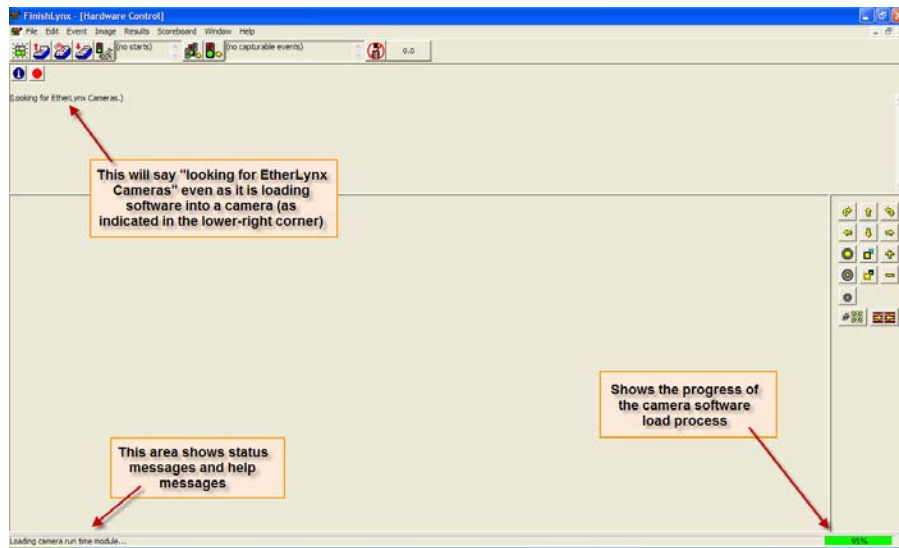 FinishLynx - [Hardware Control]
File Edit Event Image Results Scoreboard Window Help
(no starts)
(no capturable events)
0.0
(Looking for EtherLynx Cameras.)
This will say "looking for EtherLynx
Cameras" even as it is loading
software into a camera (as
indicated in the lower-right corner)
Shows the progress of
the camera software
load process
This area shows status
messages and help
messages
Loading camera run time module...
95%